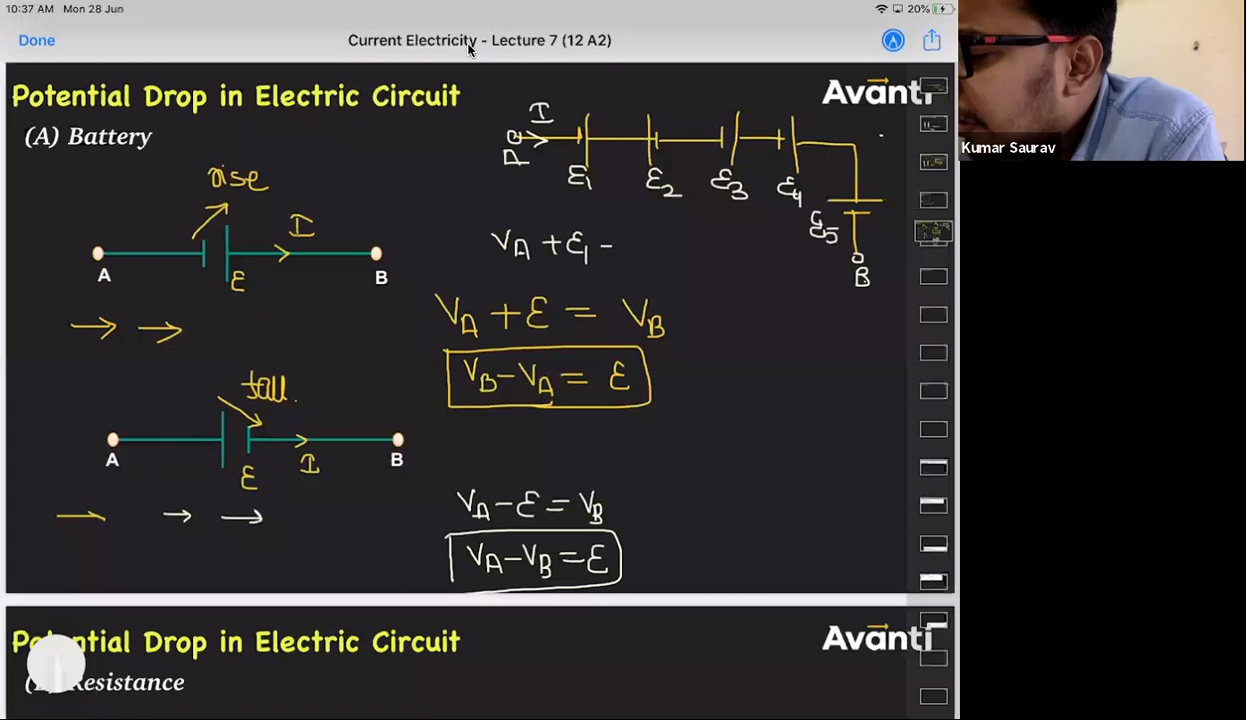 10:37 AM Mon 28 Jun
20%
Done
Current Electricity - Lecture 7 (12 A2)
Potential Drop in Electric Circuit
Avanti
(A) Battery
Kumar Saurav
I
A
ε1
ε2
ε3
ε4
ε5
B
rise
I
A
E
B
VA + ε1 −
VA + ε = VB
VB − VA = ε
fall.
A
E
I
B
VA − ε = VB
VA − VB = ε
Potential Drop in Electric Circuit
Avanti
Resistance